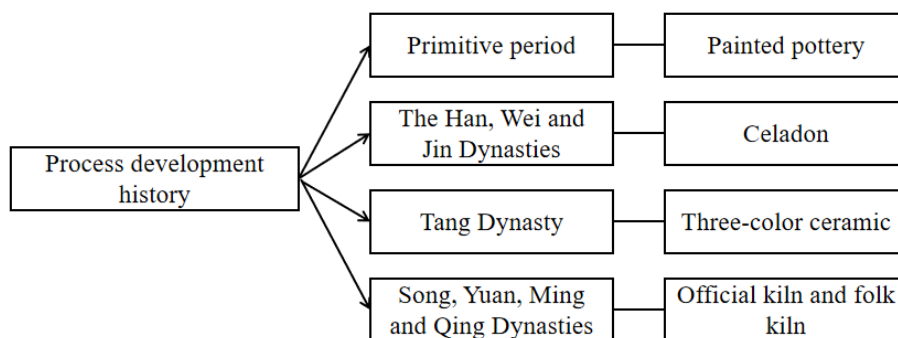 Primitive period
Painted pottery
The Han, Wei and
Jin Dynasties
Celadon
Process development
history
Tang Dynasty
Three-color ceramic
Song, Yuan, Ming
and Qing Dynasties
Official kiln and folk
kiln